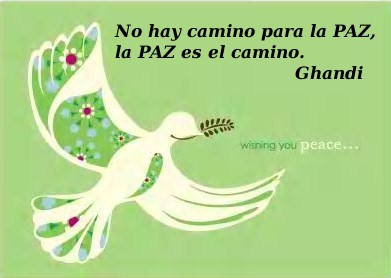 No hay camino para la PAZ,
la PAZ es el camino.
Ghandi
wishing you peace...